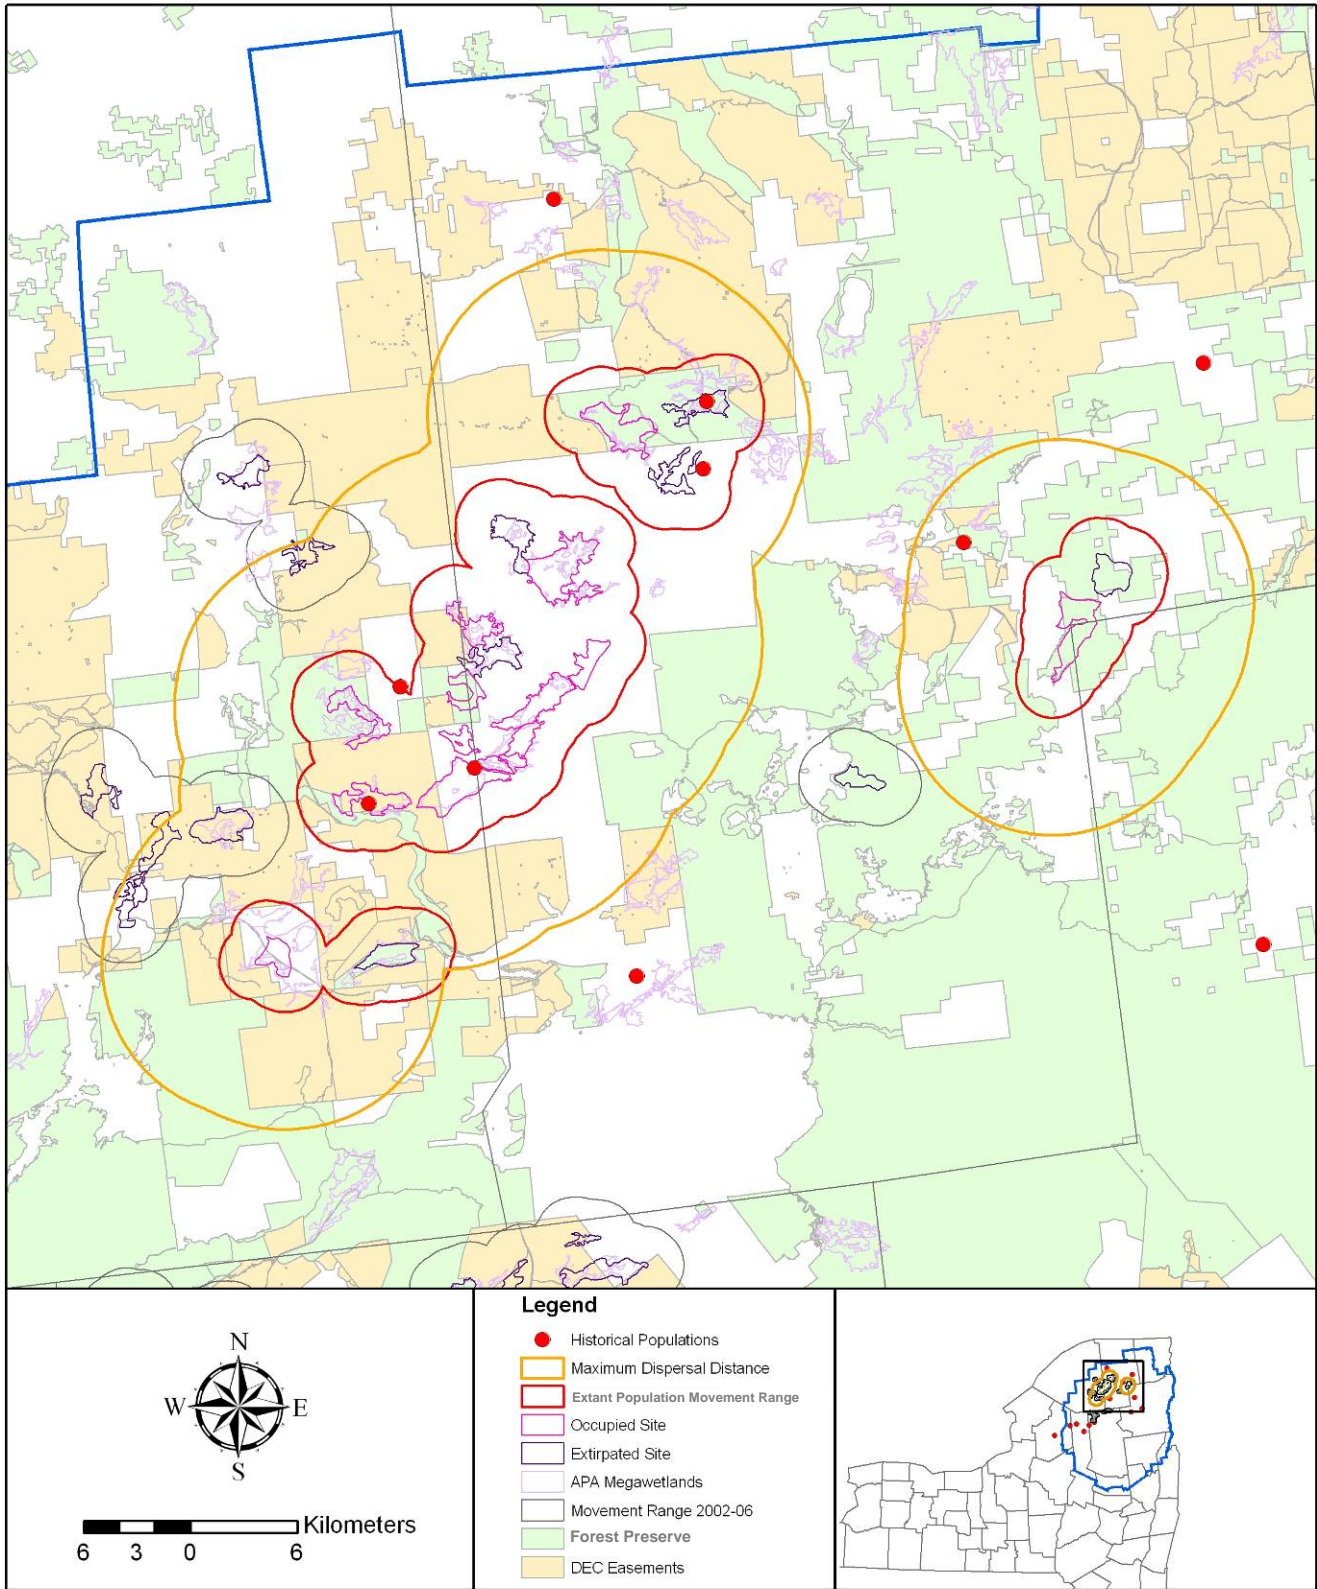 N
W E
S
Kilometers
6 3 0 6
Legend
Historical Populations
Maximum Dispersal Distance
Extant Population Movement Range
Occupied Site
Extirpated Site
APA Megawetlands
Movement Range 2002-06
Forest Preserve
DEC Easements